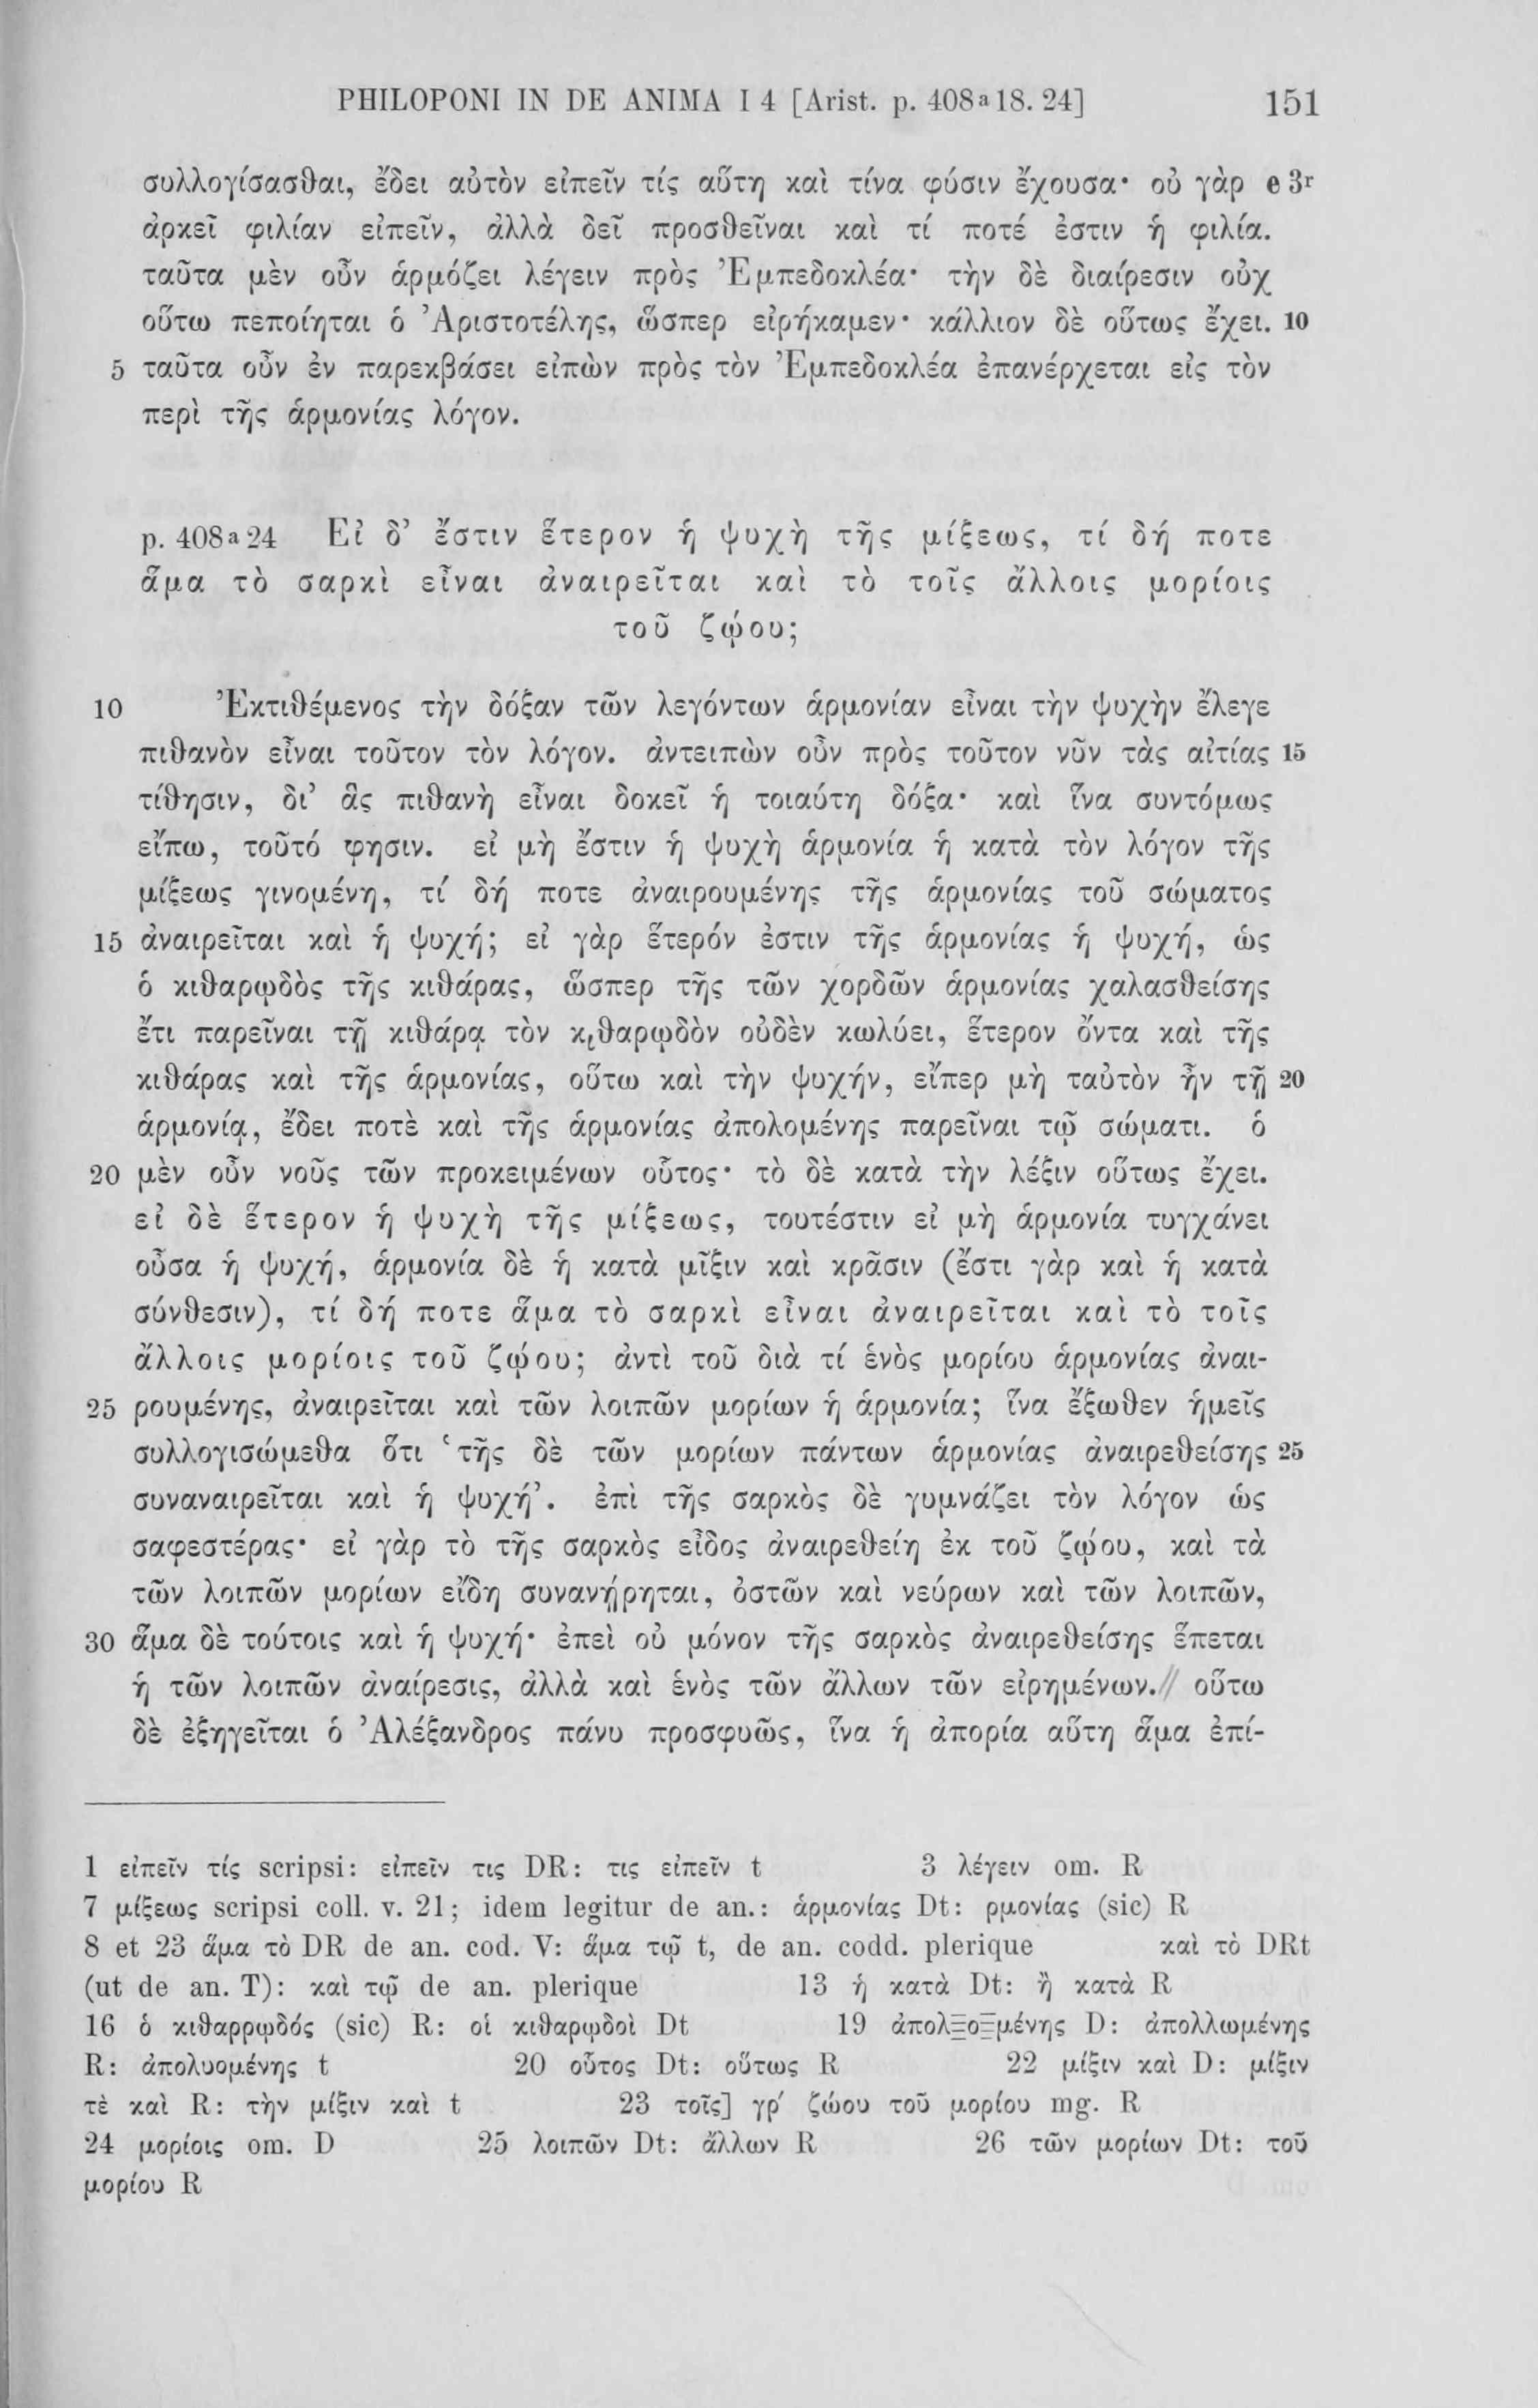 PHILOPONI IN DE ANIMA I 4 [Arist. p. 408ᵃ18. 24] 151
συλλογίσασθαι, ἔδει αὐτὸν εἰπεῖν τίς αὕτη καὶ τίνα φύσιν ἔχουσα· οὐ γὰρ e 3ʳ
ἀρκεῖ φιλίαν εἰπεῖν, ἀλλὰ δεῖ προσθεῖναι καὶ τί ποτέ ἐστιν ἡ φιλία.
ταῦτα μὲν οὖν ἁρμόζει λέγειν πρὸς Ἐμπεδοκλέα· τὴν δὲ διαίρεσιν οὐχ
οὕτω πεποίηται ὁ Ἀριστοτέλης, ὥσπερ εἰρήκαμεν· κάλλιον δὲ οὕτως ἔχει. 10
5 ταῦτα οὖν ἐν παρεκβάσει εἰπὼν πρὸς τὸν Ἐμπεδοκλέα ἐπανέρχεται εἰς τὸν
περὶ τῆς ἁρμονίας λόγον.
p. 408ᵃ24 Εἰ δ’ ἔστιν ἕτερον ἡ ψυχὴ τῆς μίξεως, τί δή ποτε
ἅμα τὸ σαρκὶ εἶναι ἀναιρεῖται καὶ τὸ τοῖς ἄλλοις μορίοις
τοῦ ζῴου;
10 Ἐκτιθέμενος τὴν δόξαν τῶν λεγόντων ἁρμονίαν εἶναι τὴν ψυχὴν ἔλεγε
πιθανὸν εἶναι τοῦτον τὸν λόγον. ἀντειπὼν οὖν πρὸς τοῦτον νῦν τὰς αἰτίας 15
τίθησιν, δι’ ἃς πιθανὴ εἶναι δοκεῖ ἡ τοιαύτη δόξα· καὶ ἵνα συντόμως
εἴπω, τοῦτό φησιν. εἰ μὴ ἔστιν ἡ ψυχὴ ἁρμονία ἡ κατὰ τὸν λόγον τῆς
μίξεως γινομένη, τί δή ποτε ἀναιρουμένης τῆς ἁρμονίας τοῦ σώματος
15 ἀναιρεῖται καὶ ἡ ψυχή; εἰ γὰρ ἕτερόν ἐστιν τῆς ἁρμονίας ἡ ψυχή, ὡς
ὁ κιθαρῳδὸς τῆς κιθάρας, ὥσπερ τῆς τῶν χορδῶν ἁρμονίας χαλασθείσης
ἔτι παρεῖναι τῇ κιθάρᾳ τὸν κιθαρῳδὸν οὐδὲν κωλύει, ἕτερον ὄντα καὶ τῆς
κιθάρας καὶ τῆς ἁρμονίας, οὕτω καὶ τὴν ψυχήν, εἴπερ μὴ ταὐτὸν ἦν τῇ 20
ἁρμονίᾳ, ἔδει ποτὲ καὶ τῆς ἁρμονίας ἀπολομένης παρεῖναι τῷ σώματι. ὁ
20 μὲν οὖν νοῦς τῶν προκειμένων οὗτος· τὸ δὲ κατὰ τὴν λέξιν οὕτως ἔχει.
εἰ δὲ ἕτερον ἡ ψυχὴ τῆς μίξεως, τουτέστιν εἰ μὴ ἁρμονία τυγχάνει
οὖσα ἡ ψυχή, ἁρμονία δὲ ἡ κατὰ μῖξιν καὶ κρᾶσιν (ἔστι γὰρ καὶ ἡ κατὰ
σύνθεσιν), τί δή ποτε ἅμα τὸ σαρκὶ εἶναι ἀναιρεῖται καὶ τὸ τοῖς
ἄλλοις μορίοις τοῦ ζῴου; ἀντὶ τοῦ διὰ τί ἑνὸς μορίου ἁρμονίας ἀναι-
25 ρουμένης, ἀναιρεῖται καὶ τῶν λοιπῶν μορίων ἡ ἁρμονία; ἵνα ἔξωθεν ἡμεῖς
συλλογισώμεθα ὅτι ‘τῆς δὲ τῶν μορίων πάντων ἁρμονίας ἀναιρεθείσης 25
συναναιρεῖται καὶ ἡ ψυχή’. ἐπὶ τῆς σαρκὸς δὲ γυμνάζει τὸν λόγον ὡς
σαφεστέρας· εἰ γὰρ τὸ τῆς σαρκὸς εἶδος ἀναιρεθείη ἐκ τοῦ ζῴου, καὶ τὰ
τῶν λοιπῶν μορίων εἴδη συνανῄρηται, ὀστῶν καὶ νεύρων καὶ τῶν λοιπῶν,
30 ἅμα δὲ τούτοις καὶ ἡ ψυχή· ἐπεὶ οὐ μόνον τῆς σαρκὸς ἀναιρεθείσης ἕπεται
ἡ τῶν λοιπῶν ἀναίρεσις, ἀλλὰ καὶ ἑνὸς τῶν ἄλλων τῶν εἰρημένων.// οὕτω
δὲ ἐξηγεῖται ὁ Ἀλέξανδρος πάνυ προσφυῶς, ἵνα ἡ ἀπορία αὕτη ἅμα ἐπί-
1 εἰπεῖν τίς scripsi: εἰπεῖν τις DR: τις εἰπεῖν t 3 λέγειν om. R
7 μίξεως scripsi coll. v. 21; idem legitur de an.: ἁρμονίας Dt: ρμονίας (sic) R
8 et 23 ἅμα τὸ DR de an. cod. V: ἅμα τῷ t, de an. codd. plerique καὶ τὸ DRt
(ut de an. T): καὶ τῷ de an. plerique 13 ἡ κατὰ Dt: ἢ κατὰ R
16 ὁ κιθαρρῳδός (sic) R: οἱ κιθαρῳδοὶ Dt 19 ἀπολΞοΞμένης D: ἀπολλωμένης
R: ἀπολυομένης t 20 οὗτος Dt: οὕτως R 22 μίξιν καὶ D: μίξιν
τὲ καὶ R: τὴν μίξιν καὶ t 23 τοῖς] γρ´ ζώου τοῦ μορίου mg. R
24 μορίοις om. D 25 λοιπῶν Dt: ἄλλων R 26 τῶν μορίων Dt: τοῦ
μορίου R